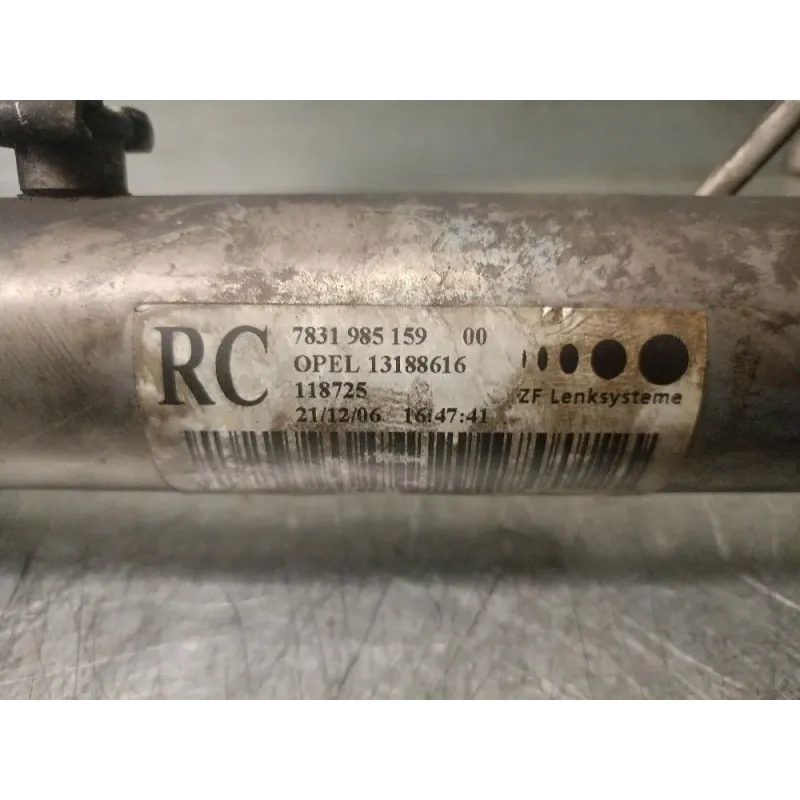 RC
7831 985 159 00
OPEL 13188616
118725
21/12/06 16:47:41
ZF Lenksysteme